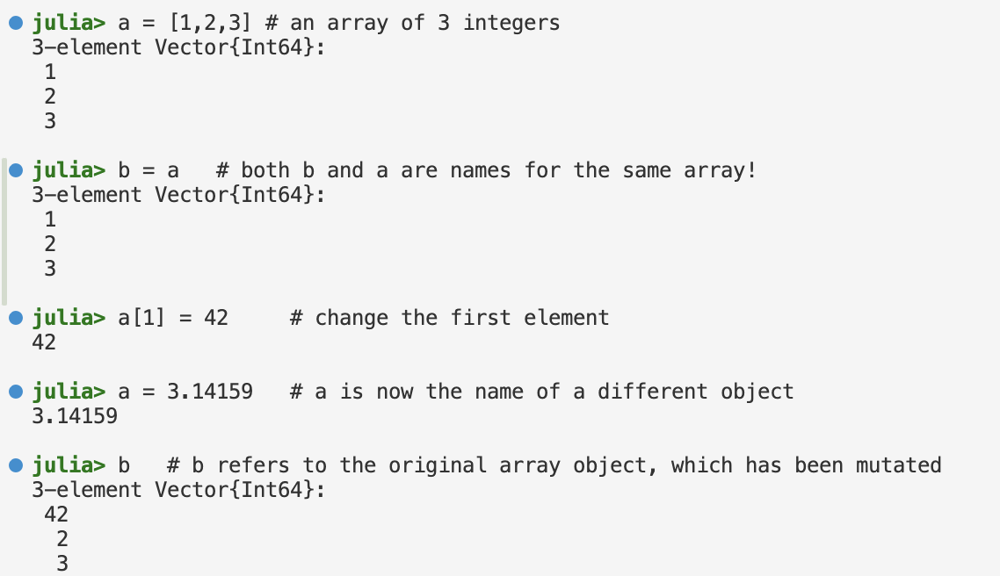 julia> a = [1,2,3] # an array of 3 integers
3-element Vector{Int64}:
 1
 2
 3
julia> b = a   # both b and a are names for the same array!
3-element Vector{Int64}:
 1
 2
 3
julia> a[1] = 42     # change the first element
42
julia> a = 3.14159   # a is now the name of a different object
3.14159
julia> b   # b refers to the original array object, which has been mutated
3-element Vector{Int64}:
 42
  2
  3